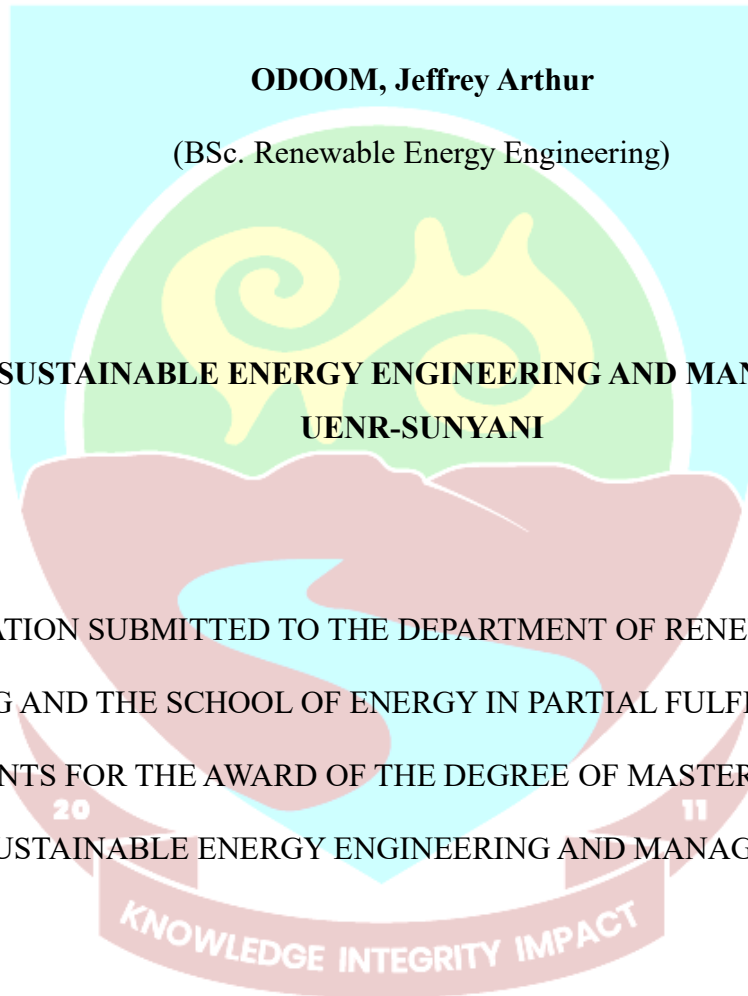 ODOOM, Jeffrey Arthur
(BSc. Renewable Energy Engineering)
SUSTAINABLE ENERGY ENGINEERING AND MAN
UENR-SUNYANI
ATION SUBMITTED TO THE DEPARTMENT OF RENE
G AND THE SCHOOL OF ENERGY IN PARTIAL FULF
NTS FOR THE AWARD OF THE DEGREE OF MASTER
20 11
USTAINABLE ENERGY ENGINEERING AND MANAG
KNOWLEDGE INTEGRITY IMPACT